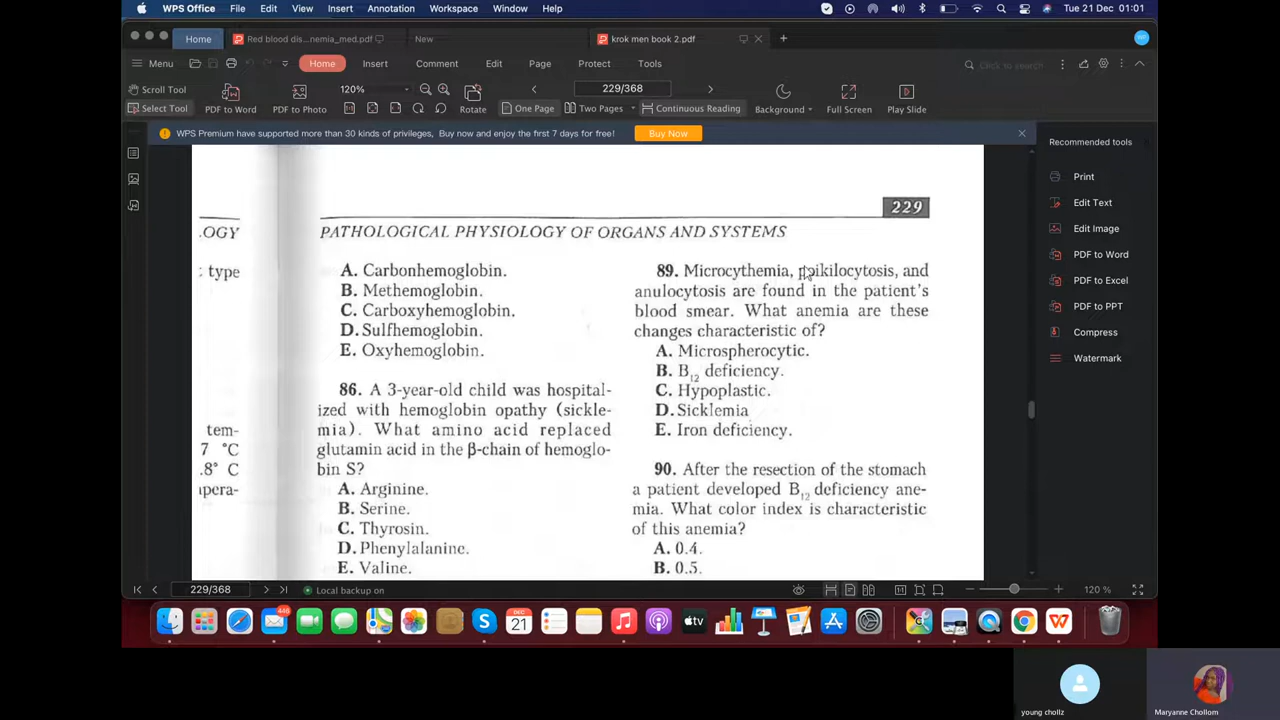 WPS Office File Edit View Insert Annotation Workspace Window Help Tue 21 Dec 01:01
Home Red blood dis...nemia_med.pdf New krok men book 2.pdf
Menu Home Insert Comment Edit Page Protect Tools Click to search
Scroll Tool 120% 229/368
Select Tool PDF to Word PDF to Photo Rotate One Page Two Pages Continuous Reading Background Full Screen Play Slide
WPS Premium have supported more than 30 kinds of privileges, Buy now and enjoy the first 7 days for free! Buy Now
Recommended tools
Print
Edit Text
Edit Image
PDF to Word
PDF to Excel
PDF to PPT
Compress
Watermark
.OGY
: type
tem-
7 °C
.8° C
apera-
229
PATHOLOGICAL PHYSIOLOGY OF ORGANS AND SYSTEMS
A. Carbonhemoglobin.
B. Methemoglobin.
C. Carboxyhemoglobin.
D. Sulfhemoglobin.
E. Oxyhemoglobin.
86. A 3-year-old child was hospital-
ized with hemoglobin opathy (sickle-
mia). What amino acid replaced
glutamin acid in the β-chain of hemoglo-
bin S?
A. Arginine.
B. Serine.
C. Thyrosin.
D. Phenylalanine.
E. Valine.
89. Microcythemia, poikilocytosis, and
anulocytosis are found in the patient's
blood smear. What anemia are these
changes characteristic of?
A. Microspherocytic.
B. B12 deficiency.
C. Hypoplastic.
D. Sicklemia
E. Iron deficiency.
90. After the resection of the stomach
a patient developed B12 deficiency ane-
mia. What color index is characteristic
of this anemia?
A. 0.4.
B. 0.5.
229/368 Local backup on 120 %
446 DEC 21 tv
young chollz Maryanne Chollom